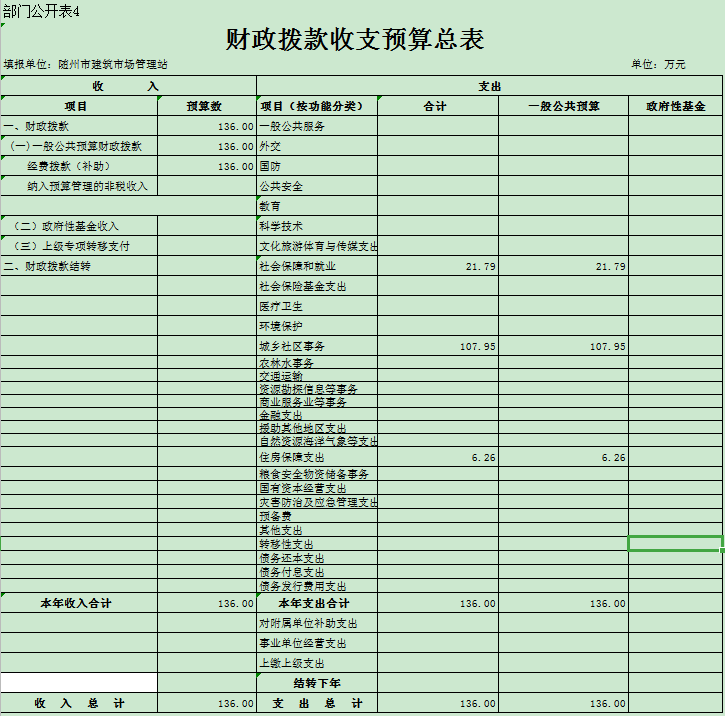 部门公开表4
财政拨款收支预算总表
填报单位：随州市建筑市场管理站 单位：万元
收 入 支出
项目 预算数 项目（按功能分类） 合计 一般公共预算 政府性基金
一、财政拨款 136.00 一般公共服务
（一)一般公共预算财政拨款 136.00 外交
经费拨款（补助） 136.00 国防
纳入预算管理的非税收入 公共安全
教育
（二）政府性基金收入 科学技术
（三）上级专项转移支付 文化旅游体育与传媒支出
二、财政拨款结转 社会保障和就业 21.79 21.79
社会保险基金支出
医疗卫生
环境保护
城乡社区事务 107.95 107.95
农林水事务
交通运输
资源勘探信息等事务
商业服务业等事务
金融支出
援助其他地区支出
自然资源海洋气象等支出
住房保障支出 6.26 6.26
粮食安全物资储备事务
国有资本经营支出
灾害防治及应急管理支出
预备费
其他支出
转移性支出
债务还本支出
债务付息支出
债务发行费用支出
本年收入合计 136.00 本年支出合计 136.00 136.00
对附属单位补助支出
事业单位经营支出
上缴上级支出
结转下年
收 入 总 计 136.00 支 出 总 计 136.00 136.00